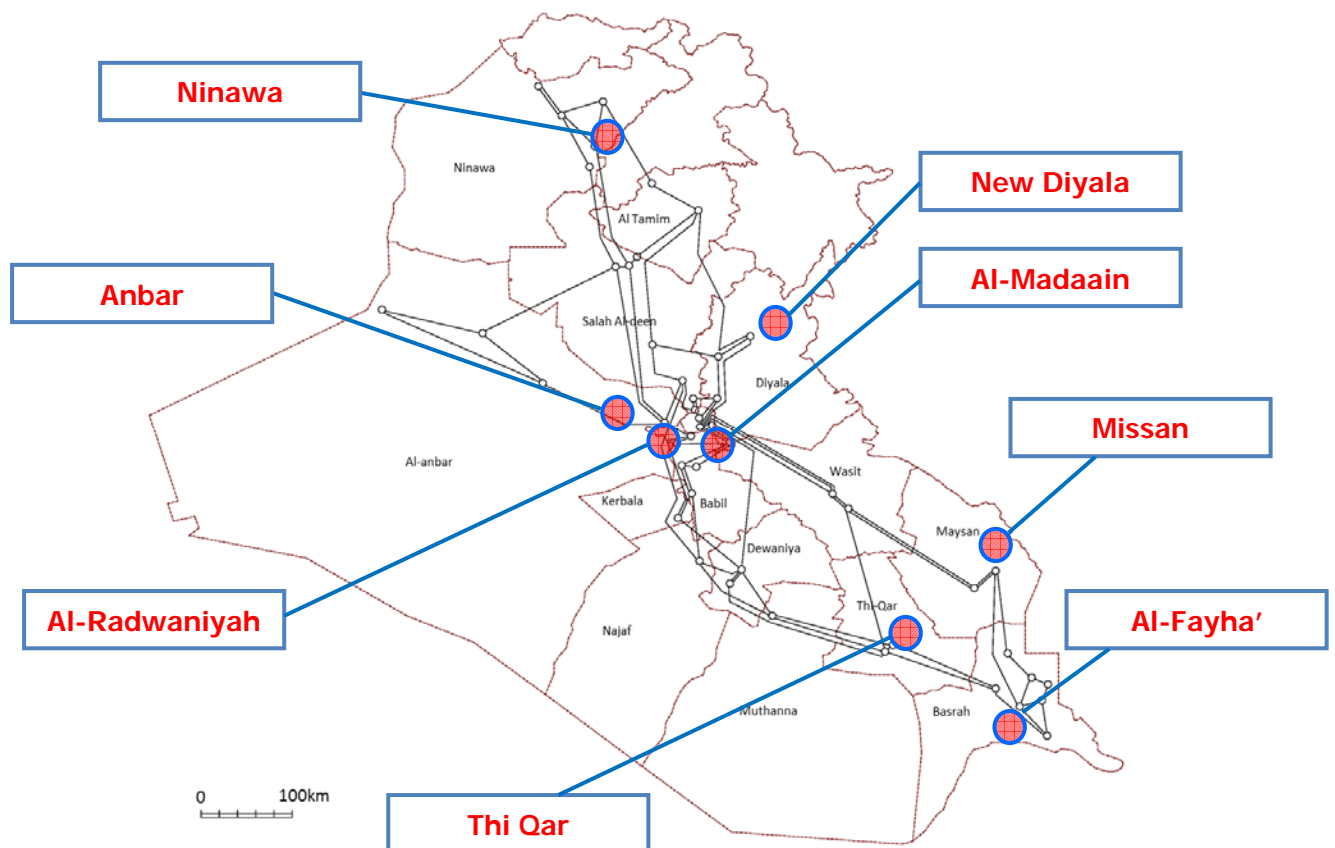 Ninawa
New Diyala
Ninawa
Al Tamim
Al-Madaain
Anbar
Salah Al-deen
Diyala
Missan
Al-anbar
Wasit
Kerbala
Babil
Maysan
Dewaniya
Al-Radwaniyah
Thi-Qar
Al-Fayha’
Najaf
Muthanna
Basrah
0 100km
Thi Qar